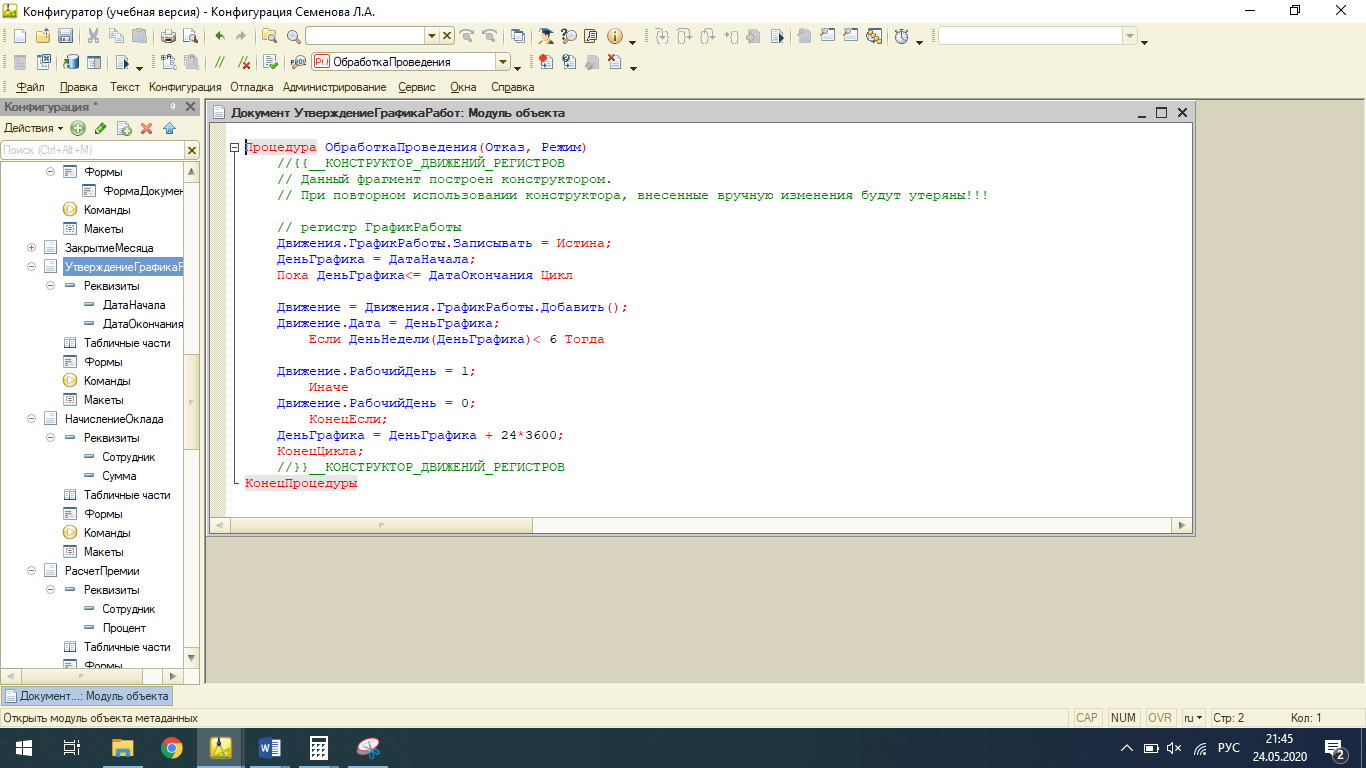 Конфигуратор (учебная версия) - Конфигурация Семенова Л.А.
ОбработкаПроведения
Файл Правка Текст Конфигурация Отладка Администрирование Сервис Окна Справка
Конфигурация *
Действия
Поиск (Ctrl+Alt+M)
Формы
ФормаДокумен
Команды
Макеты
ЗакрытиеМесяца
УтверждениеГрафикаР
Реквизиты
ДатаНачала
ДатаОкончания
Табличные части
Формы
Команды
Макеты
НачислениеОклада
Реквизиты
Сотрудник
Сумма
Табличные части
Формы
Команды
Макеты
РасчетПремии
Реквизиты
Сотрудник
Процент
Табличные части
Формы
Документ УтверждениеГрафикаРабот: Модуль объекта
Процедура ОбработкаПроведения(Отказ, Режим)
//{{__КОНСТРУКТОР_ДВИЖЕНИЙ_РЕГИСТРОВ
// Данный фрагмент построен конструктором.
// При повторном использовании конструктора, внесенные вручную изменения будут утеряны!!!
// регистр ГрафикРаботы
Движения.ГрафикРаботы.Записывать = Истина;
ДеньГрафика = ДатаНачала;
Пока ДеньГрафика<= ДатаОкончания Цикл
Движение = Движения.ГрафикРаботы.Добавить();
Движение.Дата = ДеньГрафика;
Если ДеньНедели(ДеньГрафика)< 6 Тогда
Движение.РабочийДень = 1;
Иначе
Движение.РабочийДень = 0;
КонецЕсли;
ДеньГрафика = ДеньГрафика + 24*3600;
КонецЦикла;
//}}__КОНСТРУКТОР_ДВИЖЕНИЙ_РЕГИСТРОВ
КонецПроцедуры
Документ...: Модуль объекта
Открыть модуль объекта метаданных
CAP NUM OVR ru Стр: 2 Кол: 1
РУС
21:45
24.05.2020
2